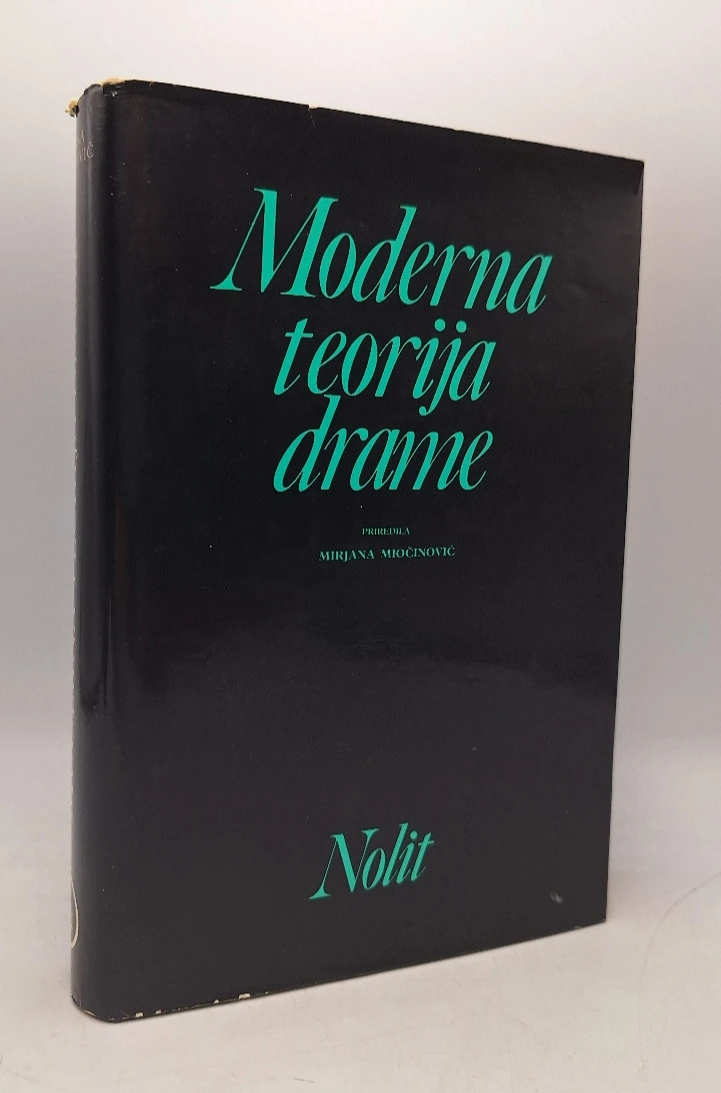 Moderna
teorija
drame
PRIREDILA
MIRJANA MIOČINOVIĆ
Nolit